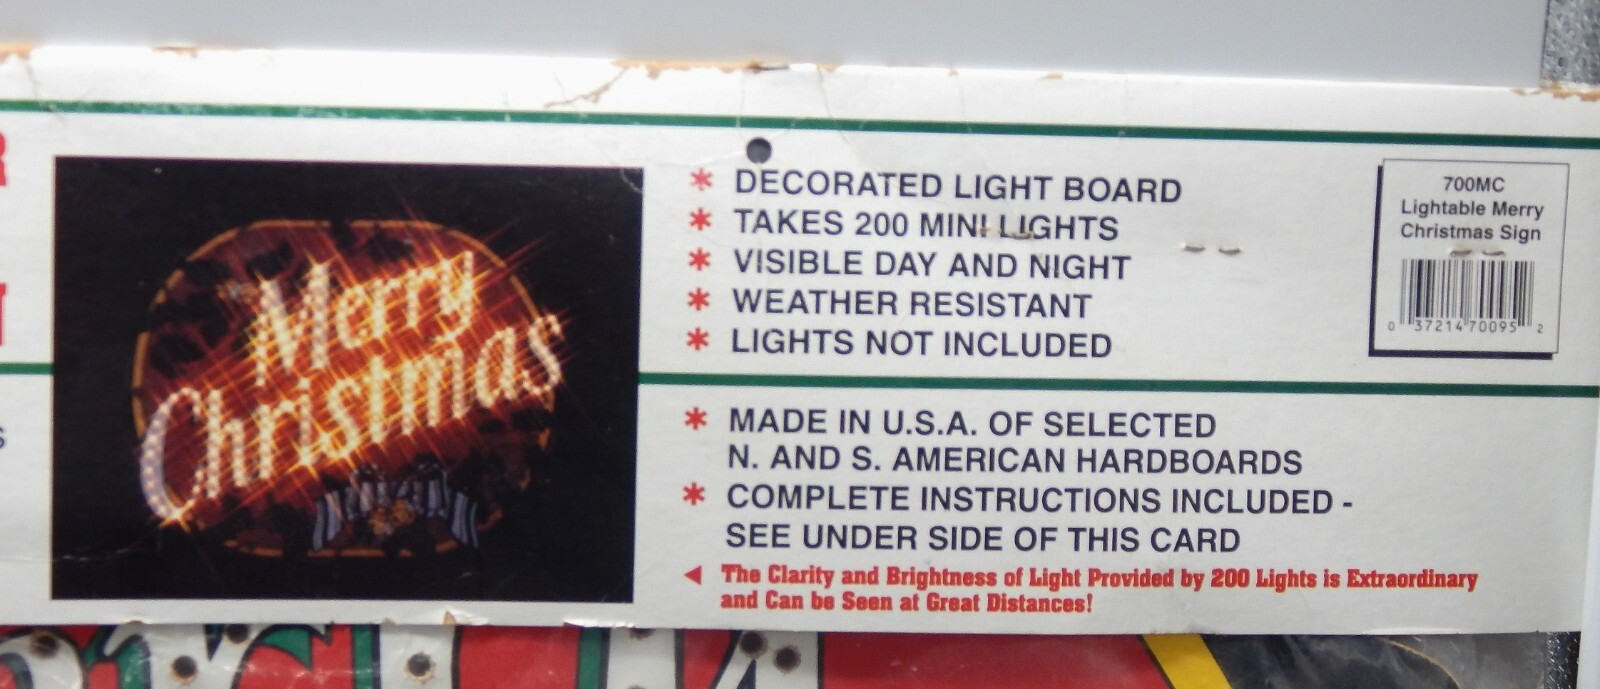 R
T
s
Merry
Christmas
* DECORATED LIGHT BOARD
* TAKES 200 MINI LIGHTS
* VISIBLE DAY AND NIGHT
* WEATHER RESISTANT
* LIGHTS NOT INCLUDED
700MC
Lightable Merry
Christmas Sign
0 37214 70095 2
* MADE IN U.S.A. OF SELECTED
N. AND S. AMERICAN HARDBOARDS
* COMPLETE INSTRUCTIONS INCLUDED -
SEE UNDER SIDE OF THIS CARD
◄ The Clarity and Brightness of Light Provided by 200 Lights is Extraordinary
and Can be Seen at Great Distances!